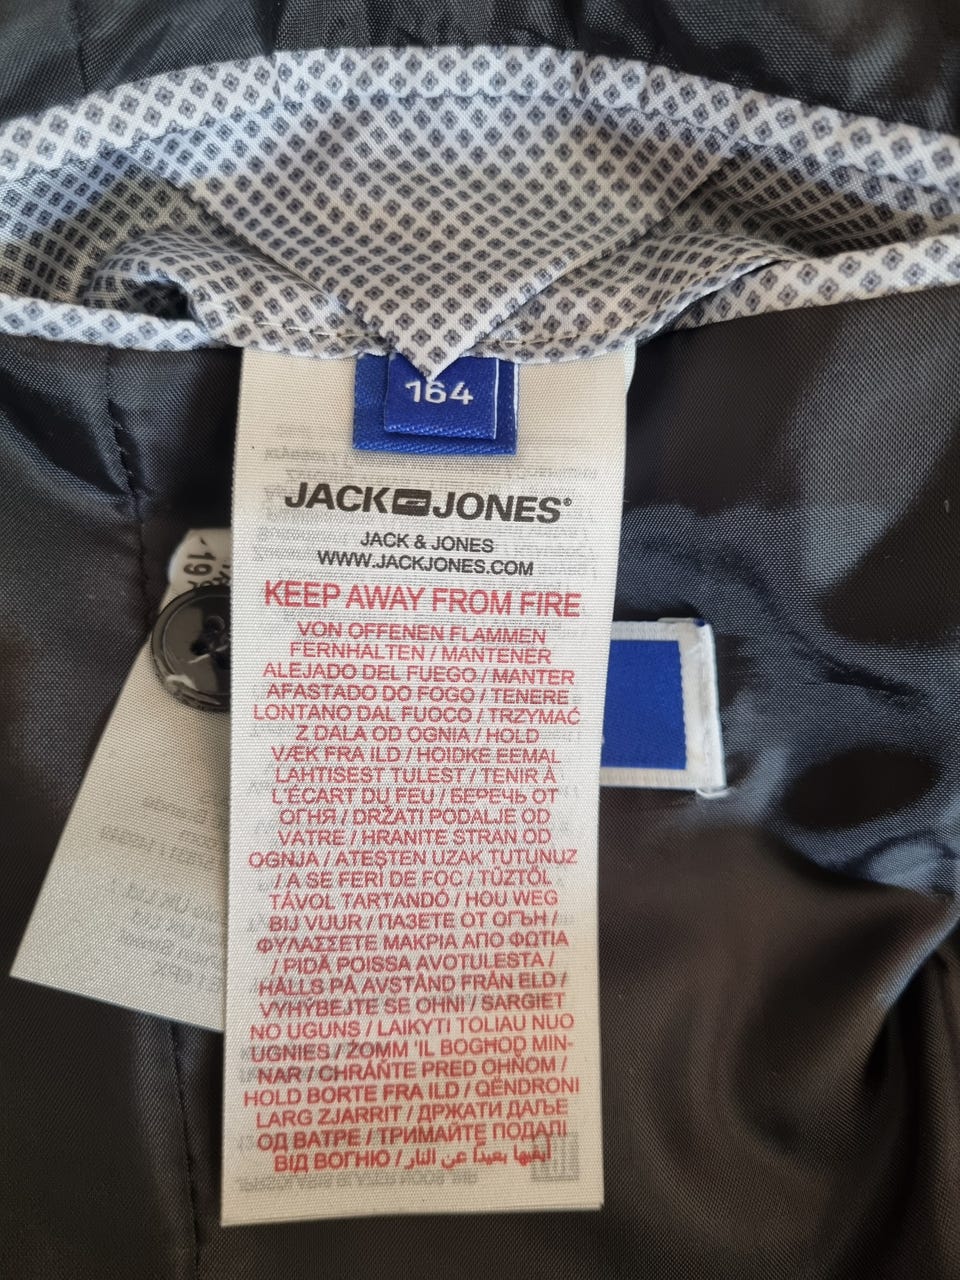 164
JACK JONES®
JACK & JONES
WWW.JACKJONES.COM
KEEP AWAY FROM FIRE
VON OFFENEN FLAMMEN
FERNHALTEN / MANTENER
ALEJADO DEL FUEGO / MANTER
AFASTADO DO FOGO / TENERE
LONTANO DAL FUOCO / TRZYMAĆ
Z DALA OD OGNIA / HOLD
VÆK FRA ILD / HOIDKE EEMAL
LAHTISEST TULEST / TENIR À
L'ÉCART DU FEU / БЕРЕЧЬ ОТ
ОГНЯ / DRŽATI PODALJE OD
VATRE / HRANITE STRAN OD
OGNJA / ATEŞTEN UZAK TUTUNUZ
/ A SE FERI DE FOC / TŰZTŐL
TÁVOL TARTANDÓ / HOU WEG
BIJ VUUR / ПАЗЕТЕ ОТ ОГЪН /
ΦΥΛΑΣΣΕΤΕ ΜΑΚΡΙΑ ΑΠΟ ΦΩΤΙΑ
/ PIDÄ POISSA AVOTULESTA /
HÅLLS PÅ AVSTÅND FRÅN ELD /
VYHÝBEJTE SE OHNI / SARGIET
NO UGUNS / LAIKYTI TOLIAU NUO
UGNIES / ŻOMM 'IL BOGHOD MIN-
NAR / CHRÁŇTE PRED OHŇOM /
HOLD BORTE FRA ILD / QËNDRONI
LARG ZJARRIT / ДРЖАТИ ДАЉЕ
ОД ВАТРЕ / ТРИМАЙТЕ ПОДАЛІ
ВІД ВОГНЮ / أبقيها بعيداً عن النار
-19